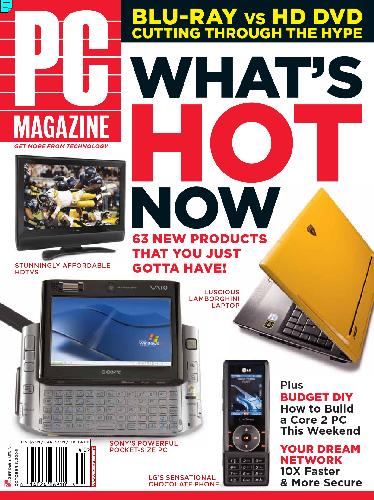 BLU-RAY vs HD DVD
CUTTING THROUGH THE HYPE
PC
MAGAZINE
GET MORE FROM TECHNOLOGY
WHAT'S
HOT
NOW
63 NEW PRODUCTS
THAT YOU JUST
GOTTA HAVE!
STUNNINGLY AFFORDABLE
HDTVS
LUSCIOUS
LAMBORGHINI
LAPTOP
VAIO
Windows
SONY
SONY'S POWERFUL
POCKET-SIZE PC
LG
LG'S SENSATIONAL
CHOCOLATE PHONE
Plus
BUDGET DIY
How to Build
a Core 2 PC
This Weekend
YOUR DREAM
NETWORK
10X Faster
& More Secure